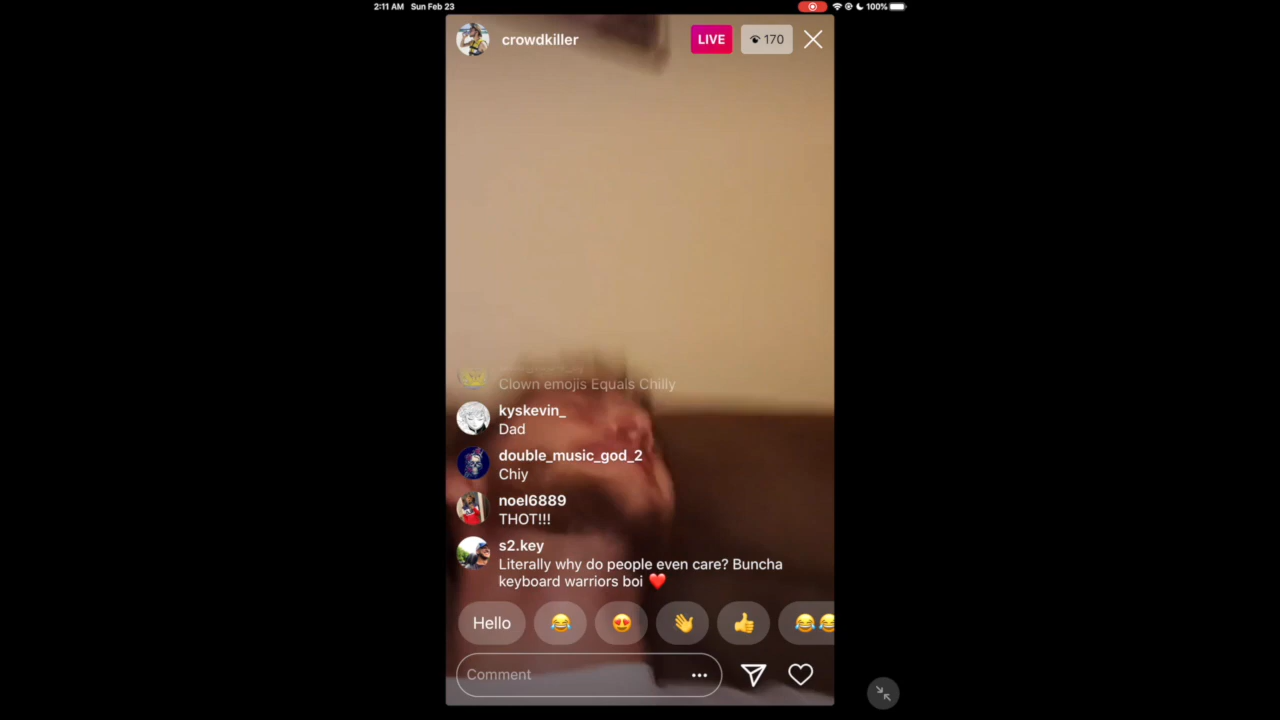 2:11 AM Sun Feb 23
100%
crowdkiller
LIVE
170
Clown emojis Equals Chilly
kyskevin_
Dad
double_music_god_2
Chiy
noel6889
THOT!!!
s2.key
Literally why do people even care? Buncha
keyboard warriors boi ❤️
Hello
Comment